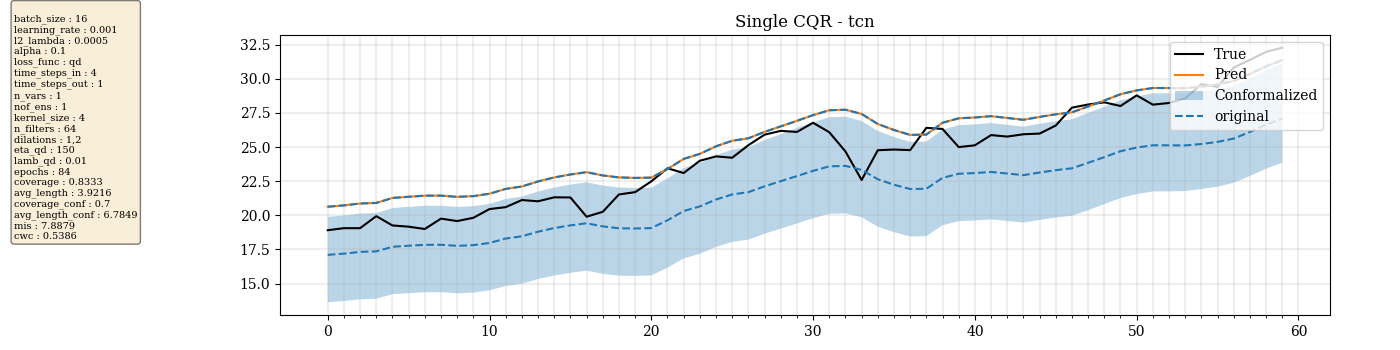 batch_size : 16
learning_rate : 0.001
l2_lambda : 0.0005
alpha : 0.1
loss_func : qd
time_steps_in : 4
time_steps_out : 1
n_vars : 1
nof_ens : 1
kernel_size : 4
n_filters : 64
dilations : 1,2
eta_qd : 150
lamb_qd : 0.01
epochs : 84
coverage : 0.8333
avg_length : 3.9216
coverage_conf : 0.7
avg_length_conf : 6.7849
mis : 7.8879
cwc : 0.5386
Single CQR - tcn
32.5
30.0
27.5
25.0
22.5
20.0
17.5
15.0
0 10 20 30 40 50 60
True
Pred
Conformalized
original